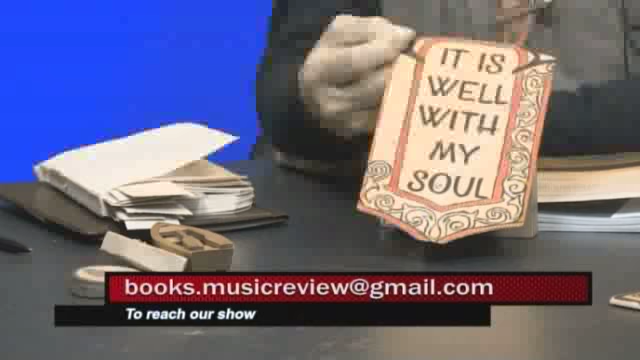 IT IS
WELL
WITH
MY
SOUL
books.musicreview@gmail.com
To reach our show